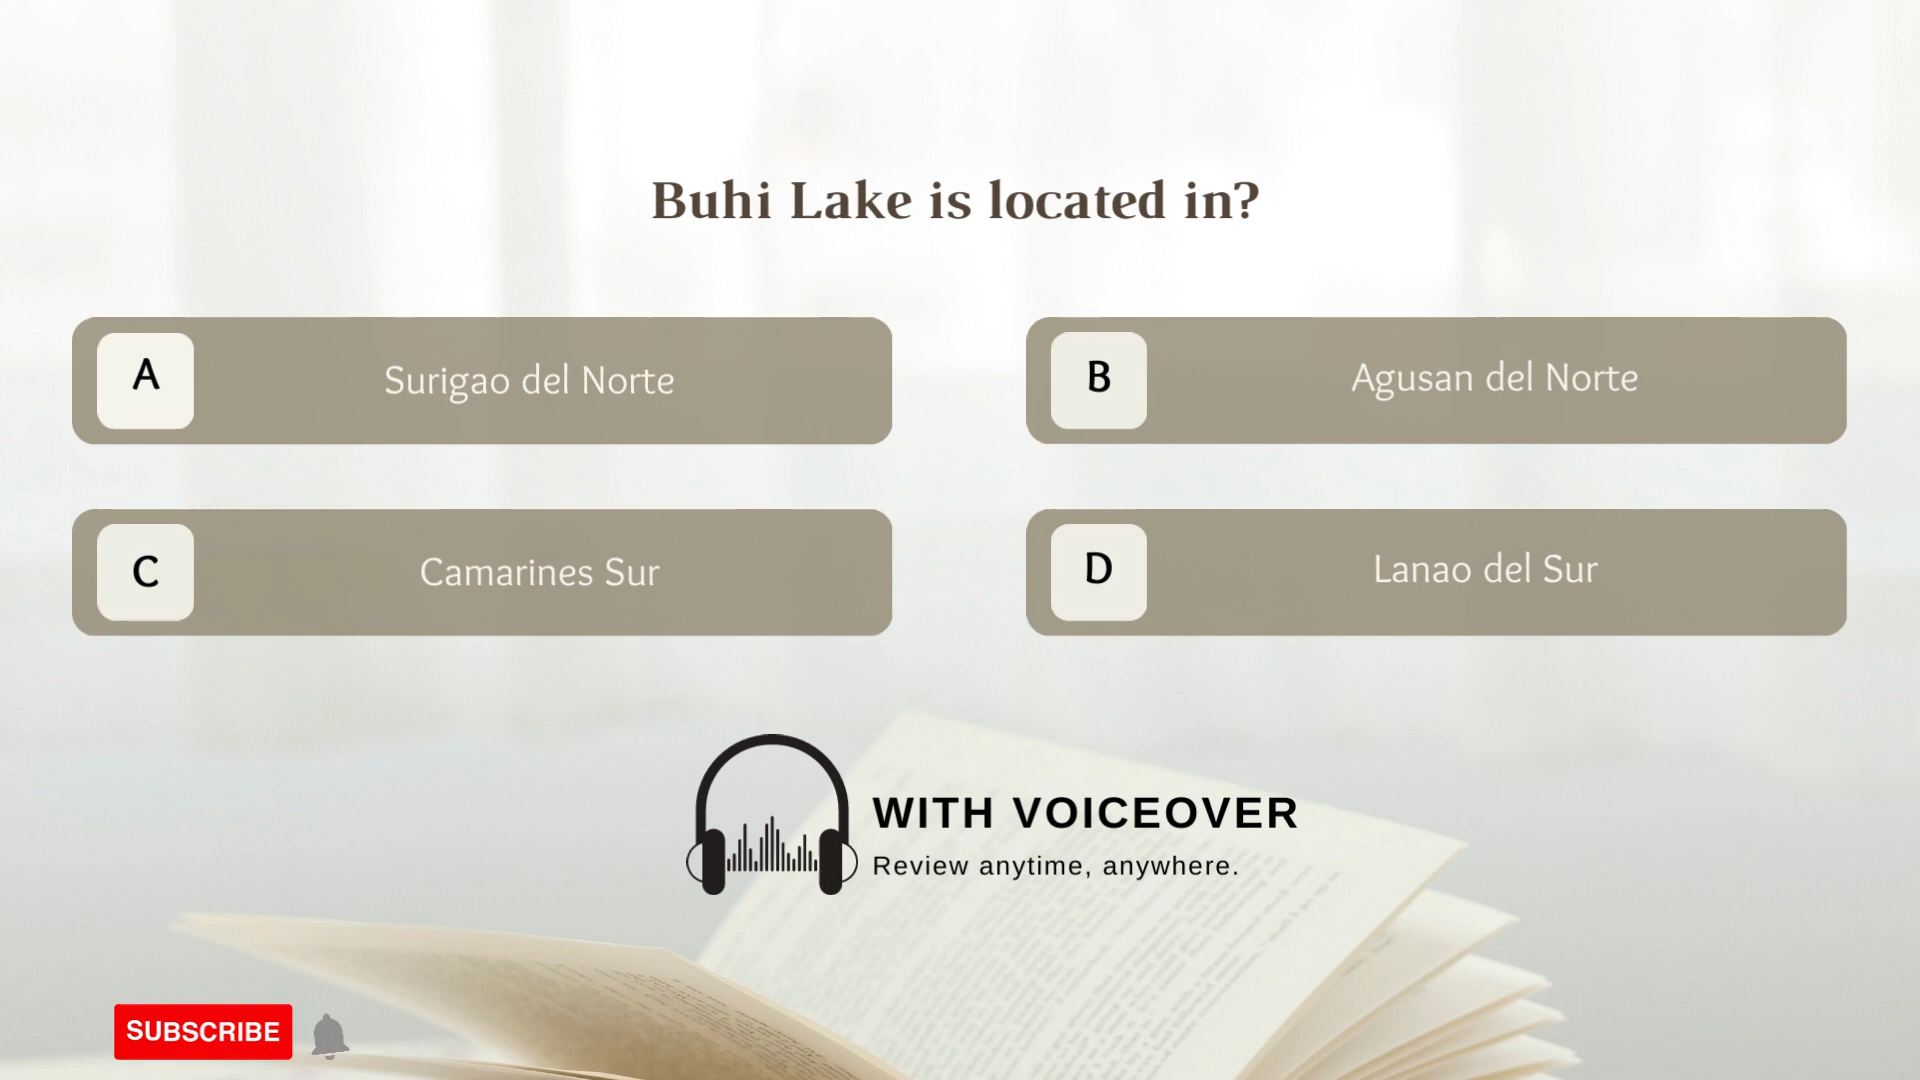 Buhi Lake is located in?
A
Surigao del Norte
B
Agusan del Norte
C
Camarines Sur
D
Lanao del Sur
WITH VOICEOVER
Review anytime, anywhere.
SUBSCRIBE